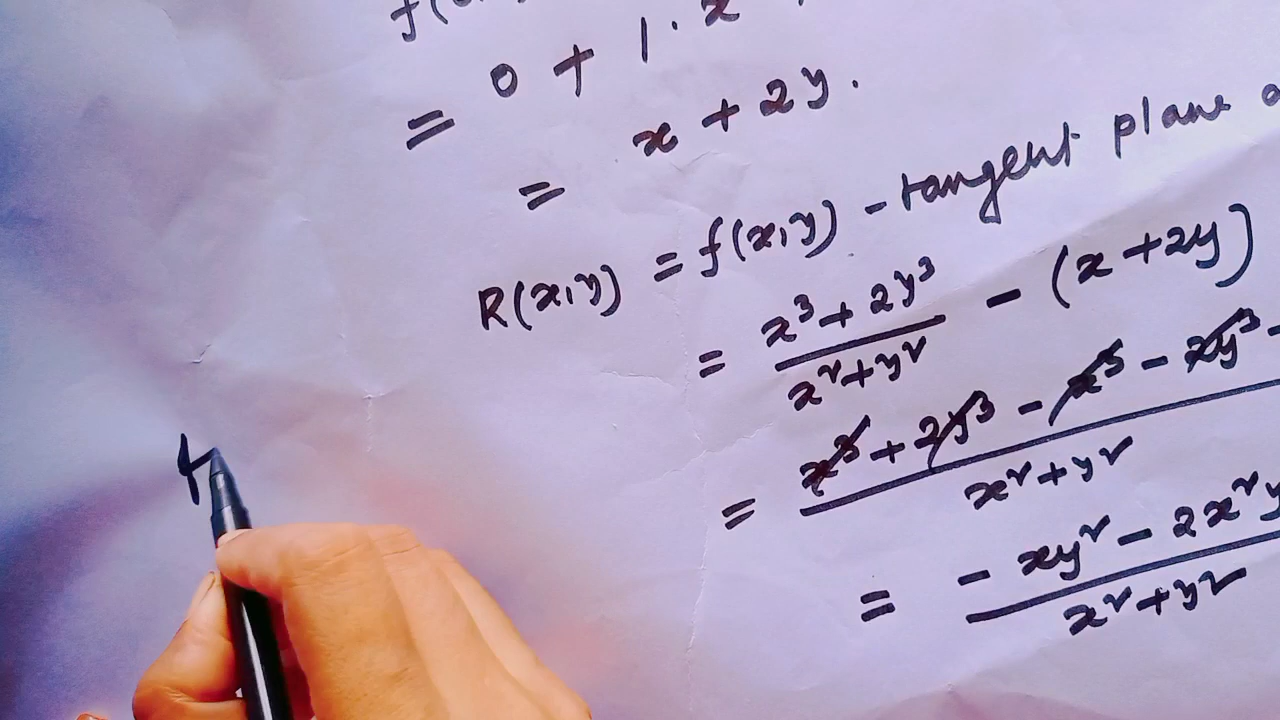 f(
= 0 + 1 · x
= x + 2y.
R(x,y) = f(x,y) - tangent plane
= (x³ + 2y³)/(x² + y²) - (x + 2y)
= (x³ + 2y³ - x³ - xy³ -)/(x² + y²)
= (- xy² - 2x²y)/(x² + y²)